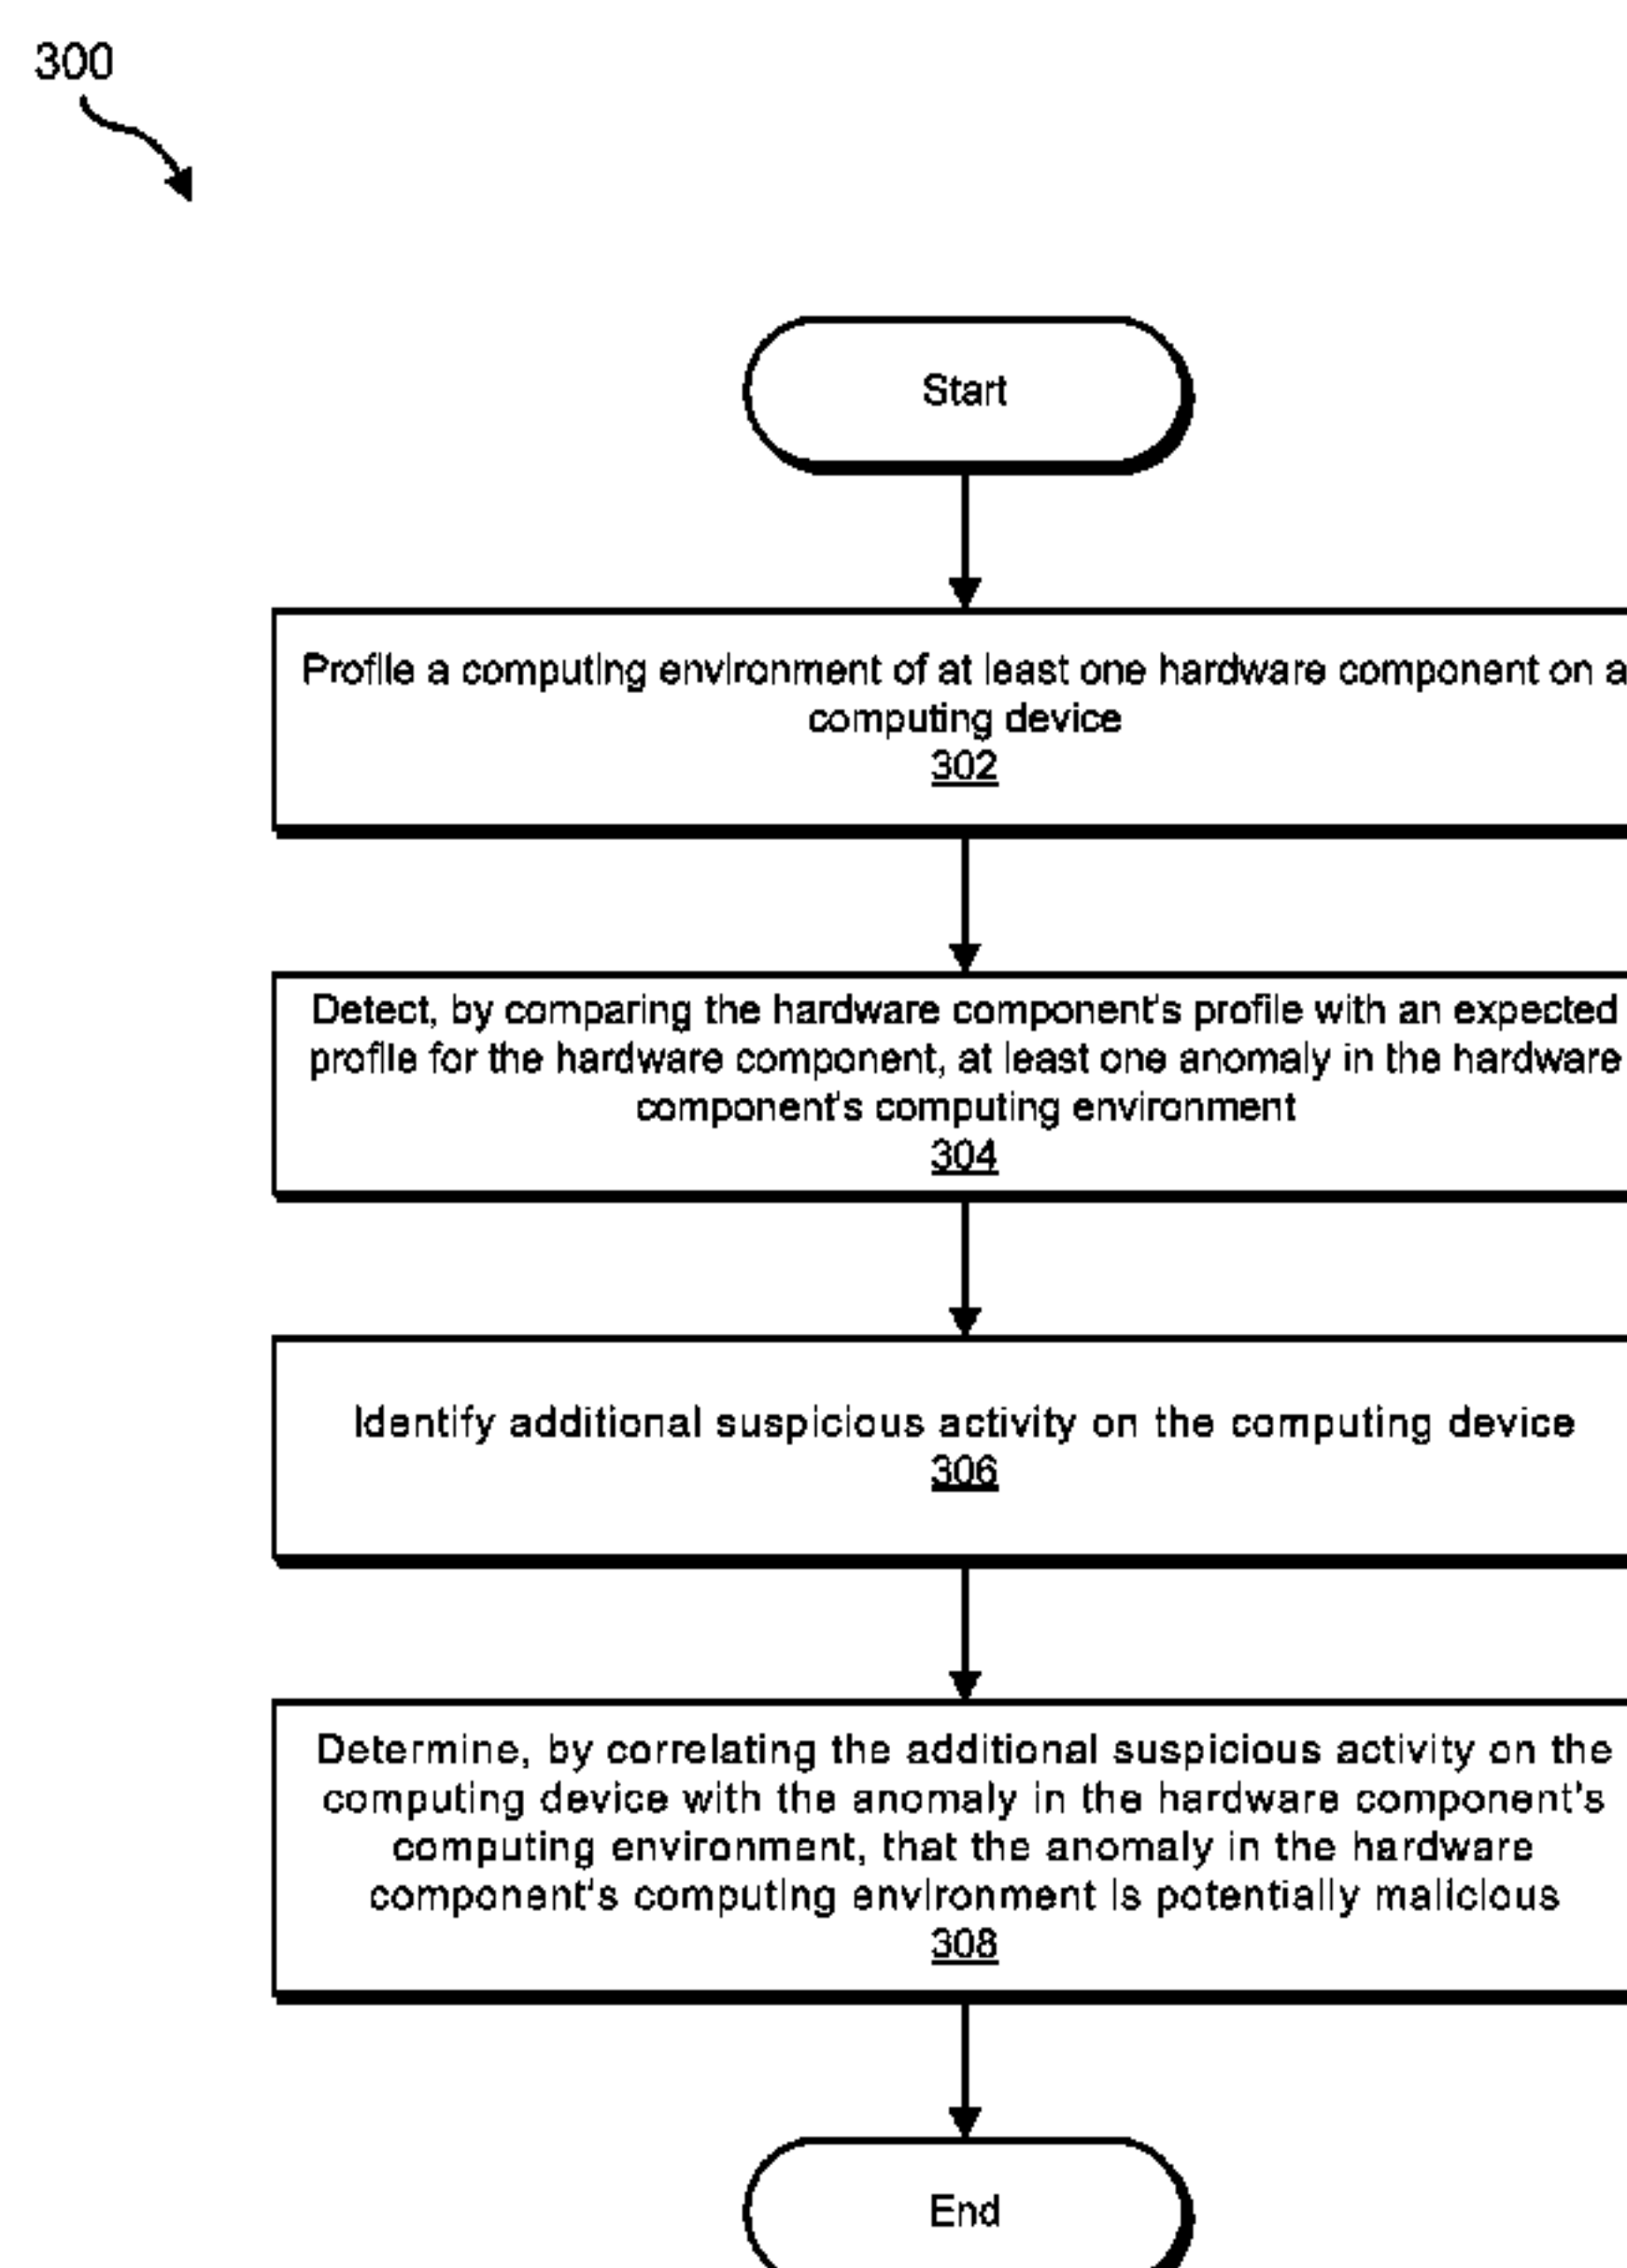 300
Start
Profile a computing environment of at least one hardware component on a
computing device
302
Detect, by comparing the hardware component's profile with an expected
profile for the hardware component, at least one anomaly in the hardware
component's computing environment
304
Identify additional suspicious activity on the computing device
306
Determine, by correlating the additional suspicious activity on the
computing device with the anomaly in the hardware component's
computing environment, that the anomaly in the hardware
component's computing environment is potentially malicious
308
End